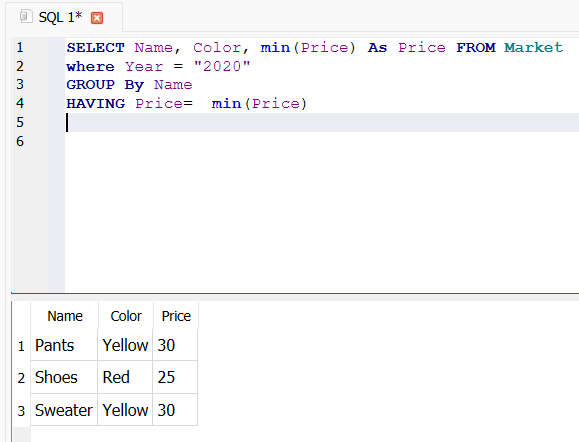 SQL 1*
1 SELECT Name, Color, min(Price) As Price FROM Market
2 where Year = "2020"
3 GROUP By Name
4 HAVING Price=  min(Price)
5
6
Name Color Price
1 Pants Yellow 30
2 Shoes Red 25
3 Sweater Yellow 30